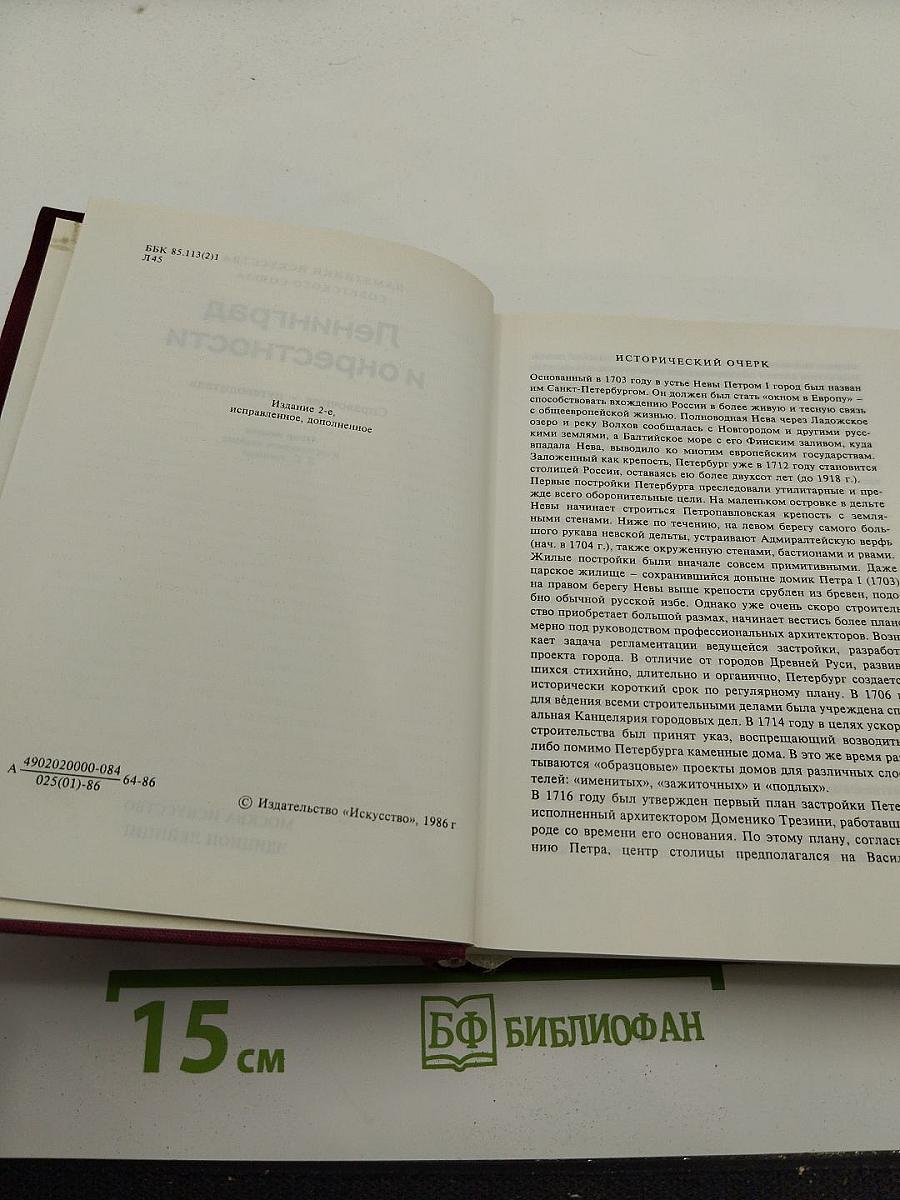 ББК 85.113(2)1
Л45
Ленинград
и окрестности
Издание 2-е,
исправленное, дополненное
А 4902020000-084 64-86
025(01)-86
© Издательство «Искусство», 1986 г
ИСТОРИЧЕСКИЙ ОЧЕРК
Основанный в 1703 году в устье Невы Петром I город был назван
им Санкт-Петербургом. Он должен был стать «окном в Европу» –
способствовать вхождению России в более живую и тесную связь
с общеевропейской жизнью. Полноводная Нева через Ладожское
озеро и реку Волхов сообщалась с Новгородом и другими рус-
скими землями, а Балтийское море с его Финским заливом, куда
впадала Нева, выводило ко многим европейским государствам.
Заложенный как крепость, Петербург уже в 1712 году становится
столицей России, оставаясь ею более двухсот лет (до 1918 г.).
Первые постройки Петербурга преследовали утилитарные и пре-
жде всего оборонительные цели. На маленьком островке в дельте
Невы начинает строиться Петропавловская крепость с земля-
ными стенами. Ниже по течению, на левом берегу самого боль-
шого рукава невской дельты, устраивают Адмиралтейскую верфь
(нач. в 1704 г.), также окруженную стенами, бастионами и рвами.
Жилые постройки были вначале совсем примитивными. Даже
царское жилище – сохранившийся доныне домик Петра I (1703)
на правом берегу Невы выше крепости срублен из бревен, подо
бно обычной русской избе. Однако уже очень скоро строитель
ство приобретает большой размах, начинает вестись более плано
мерно под руководством профессиональных архитекторов. Возн
кает задача регламентации ведущейся застройки, разработ
проекта города. В отличие от городов Древней Руси, развив
шихся стихийно, длительно и органично, Петербург создаетс
исторически короткий срок по регулярному плану. В 1706
для ве́дения всеми строительными делами была учреждена сп
альная Канцелярия городовых дел. В 1714 году в целях ускор
строительства был принят указ, воспрещающий возводить
либо помимо Петербурга каменные дома. В это же время раз
тываются «образцовые» проекты домов для различных сло
телей: «именитых», «зажиточных» и «подлых».
В 1716 году был утвержден первый план застройки Пете
исполненный архитектором Доменико Трезини, работавш
роде со времени его основания. По этому плану, соглас
нию Петра, центр столицы предполагался на Васил
15 см
БФ БИБЛИОФАН